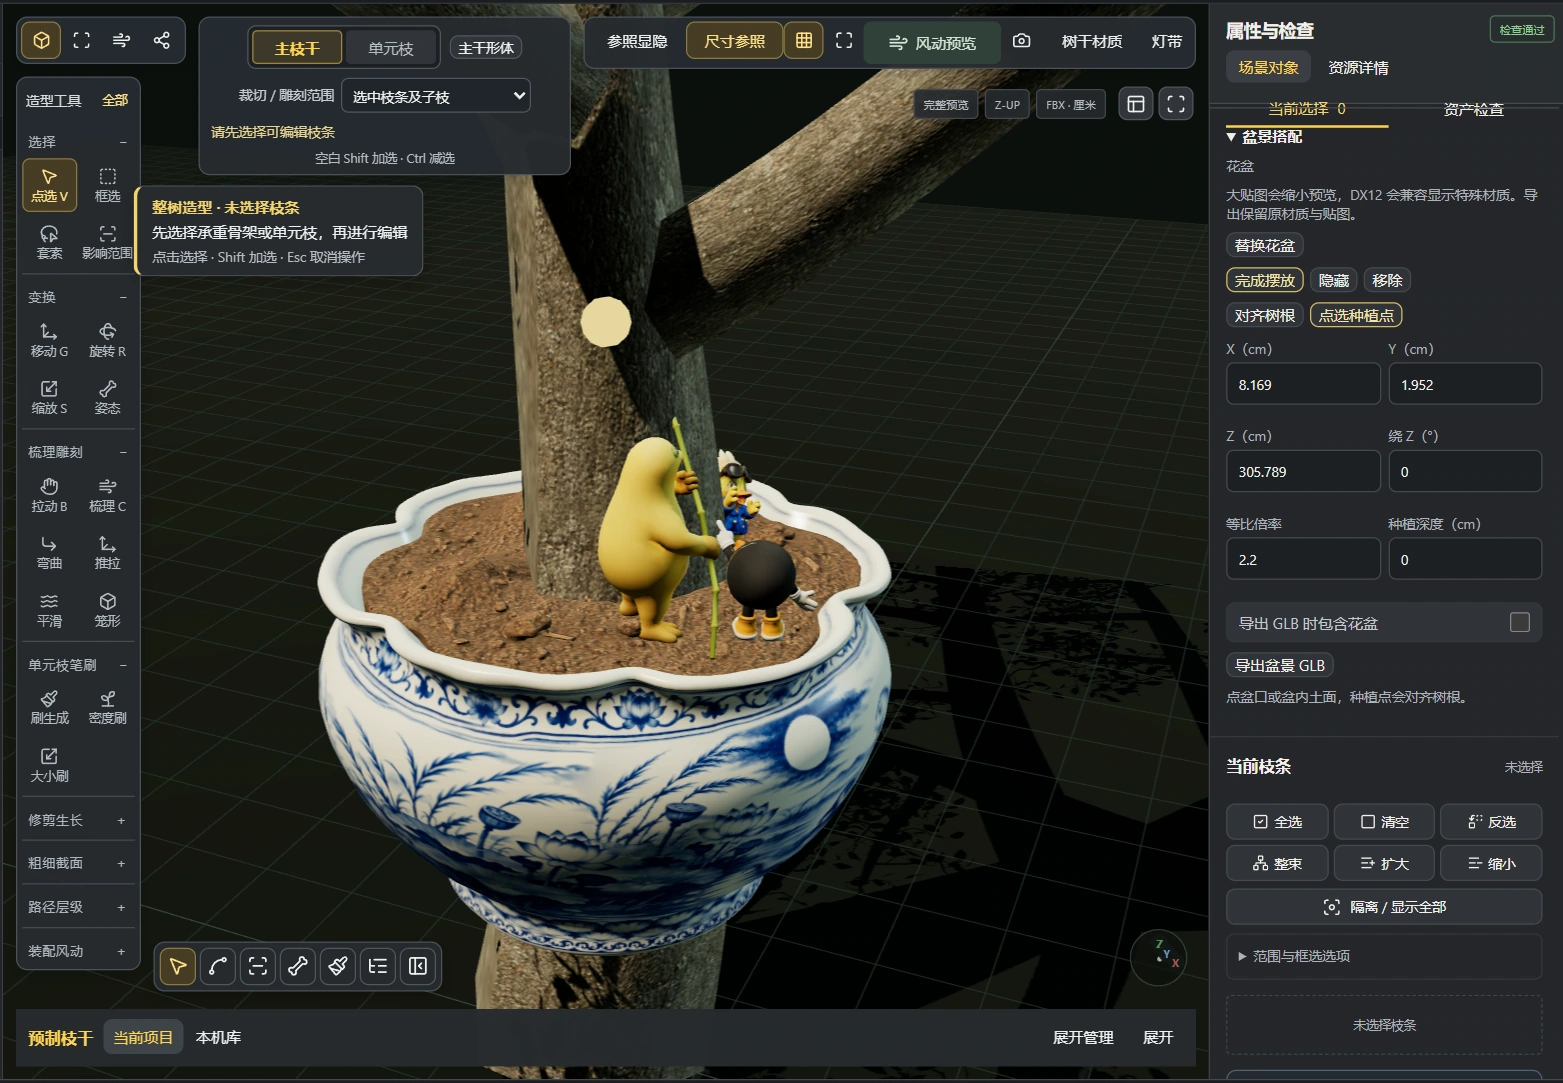 主枝干
单元枝
主干形体
裁切 / 雕刻范围
选中枝条及子枝
请先选择可编辑枝条
空白 Shift 加选 · Ctrl 减选
参照显隐
尺寸参照
风动预览
树干材质
灯带
完整预览
Z-UP
FBX · 厘米
造型工具
全部
选择
−
点选 V
框选
套索
影响范围
整树造型 · 未选择枝条
先选择承重骨架或单元枝，再进行编辑
点击选择 · Shift 加选 · Esc 取消操作
变换
−
移动 G
旋转 R
缩放 S
姿态
梳理雕刻
−
拉动 B
梳理 C
弯曲
推拉
平滑
笼形
单元枝笔刷
−
刷生成
密度刷
大小刷
修剪生长
+
粗细截面
+
路径层级
+
装配风动
+
Z
Y
X
预制枝干
当前项目
本机库
展开管理
展开
属性与检查
检查通过
场景对象
资源详情
当前选择 0
资产检查
▼ 盆景搭配
花盆
大贴图会缩小预览，DX12 会兼容显示特殊材质。导
出保留原材质与贴图。
替换花盆
完成摆放
隐藏
移除
对齐树根
点选种植点
X（cm）
Y（cm）
8.169
1.952
Z（cm）
绕 Z（°）
305.789
0
等比倍率
种植深度（cm）
2.2
0
导出 GLB 时包含花盆
导出盆景 GLB
点盆口或盆内土面，种植点会对齐树根。
当前枝条
未选择
全选
清空
反选
整束
扩大
缩小
隔离 / 显示全部
▶ 范围与框选选项
未选择枝条